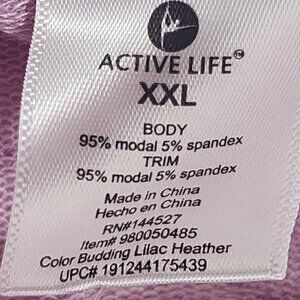 ACTIVE LIFE™
XXL
BODY
95% modal 5% spandex
TRIM
95% modal 5% spandex
Made in China
Hecho en China
RN#144527
Item# 980050485
Color Budding Lilac Heather
UPC# 191244175439